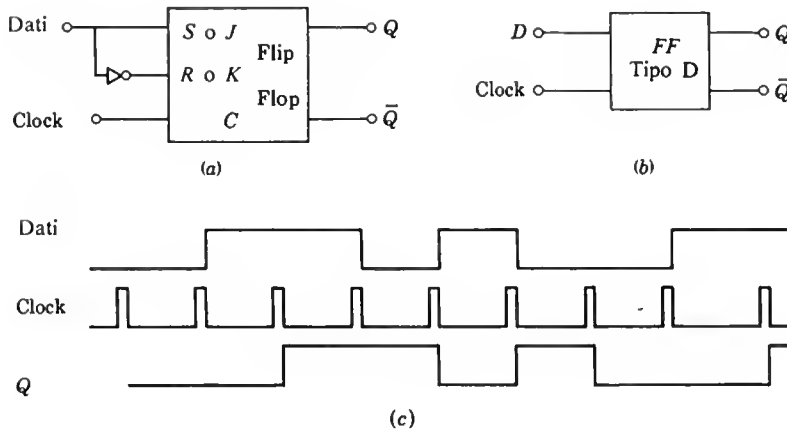 Dati
S o J
Q
Flip
R o K
Flop
Clock
C
Q̄
(a)
D
FF
Tipo D
Q
Clock
Q̄
(b)
Dati
Clock
Q
(c)